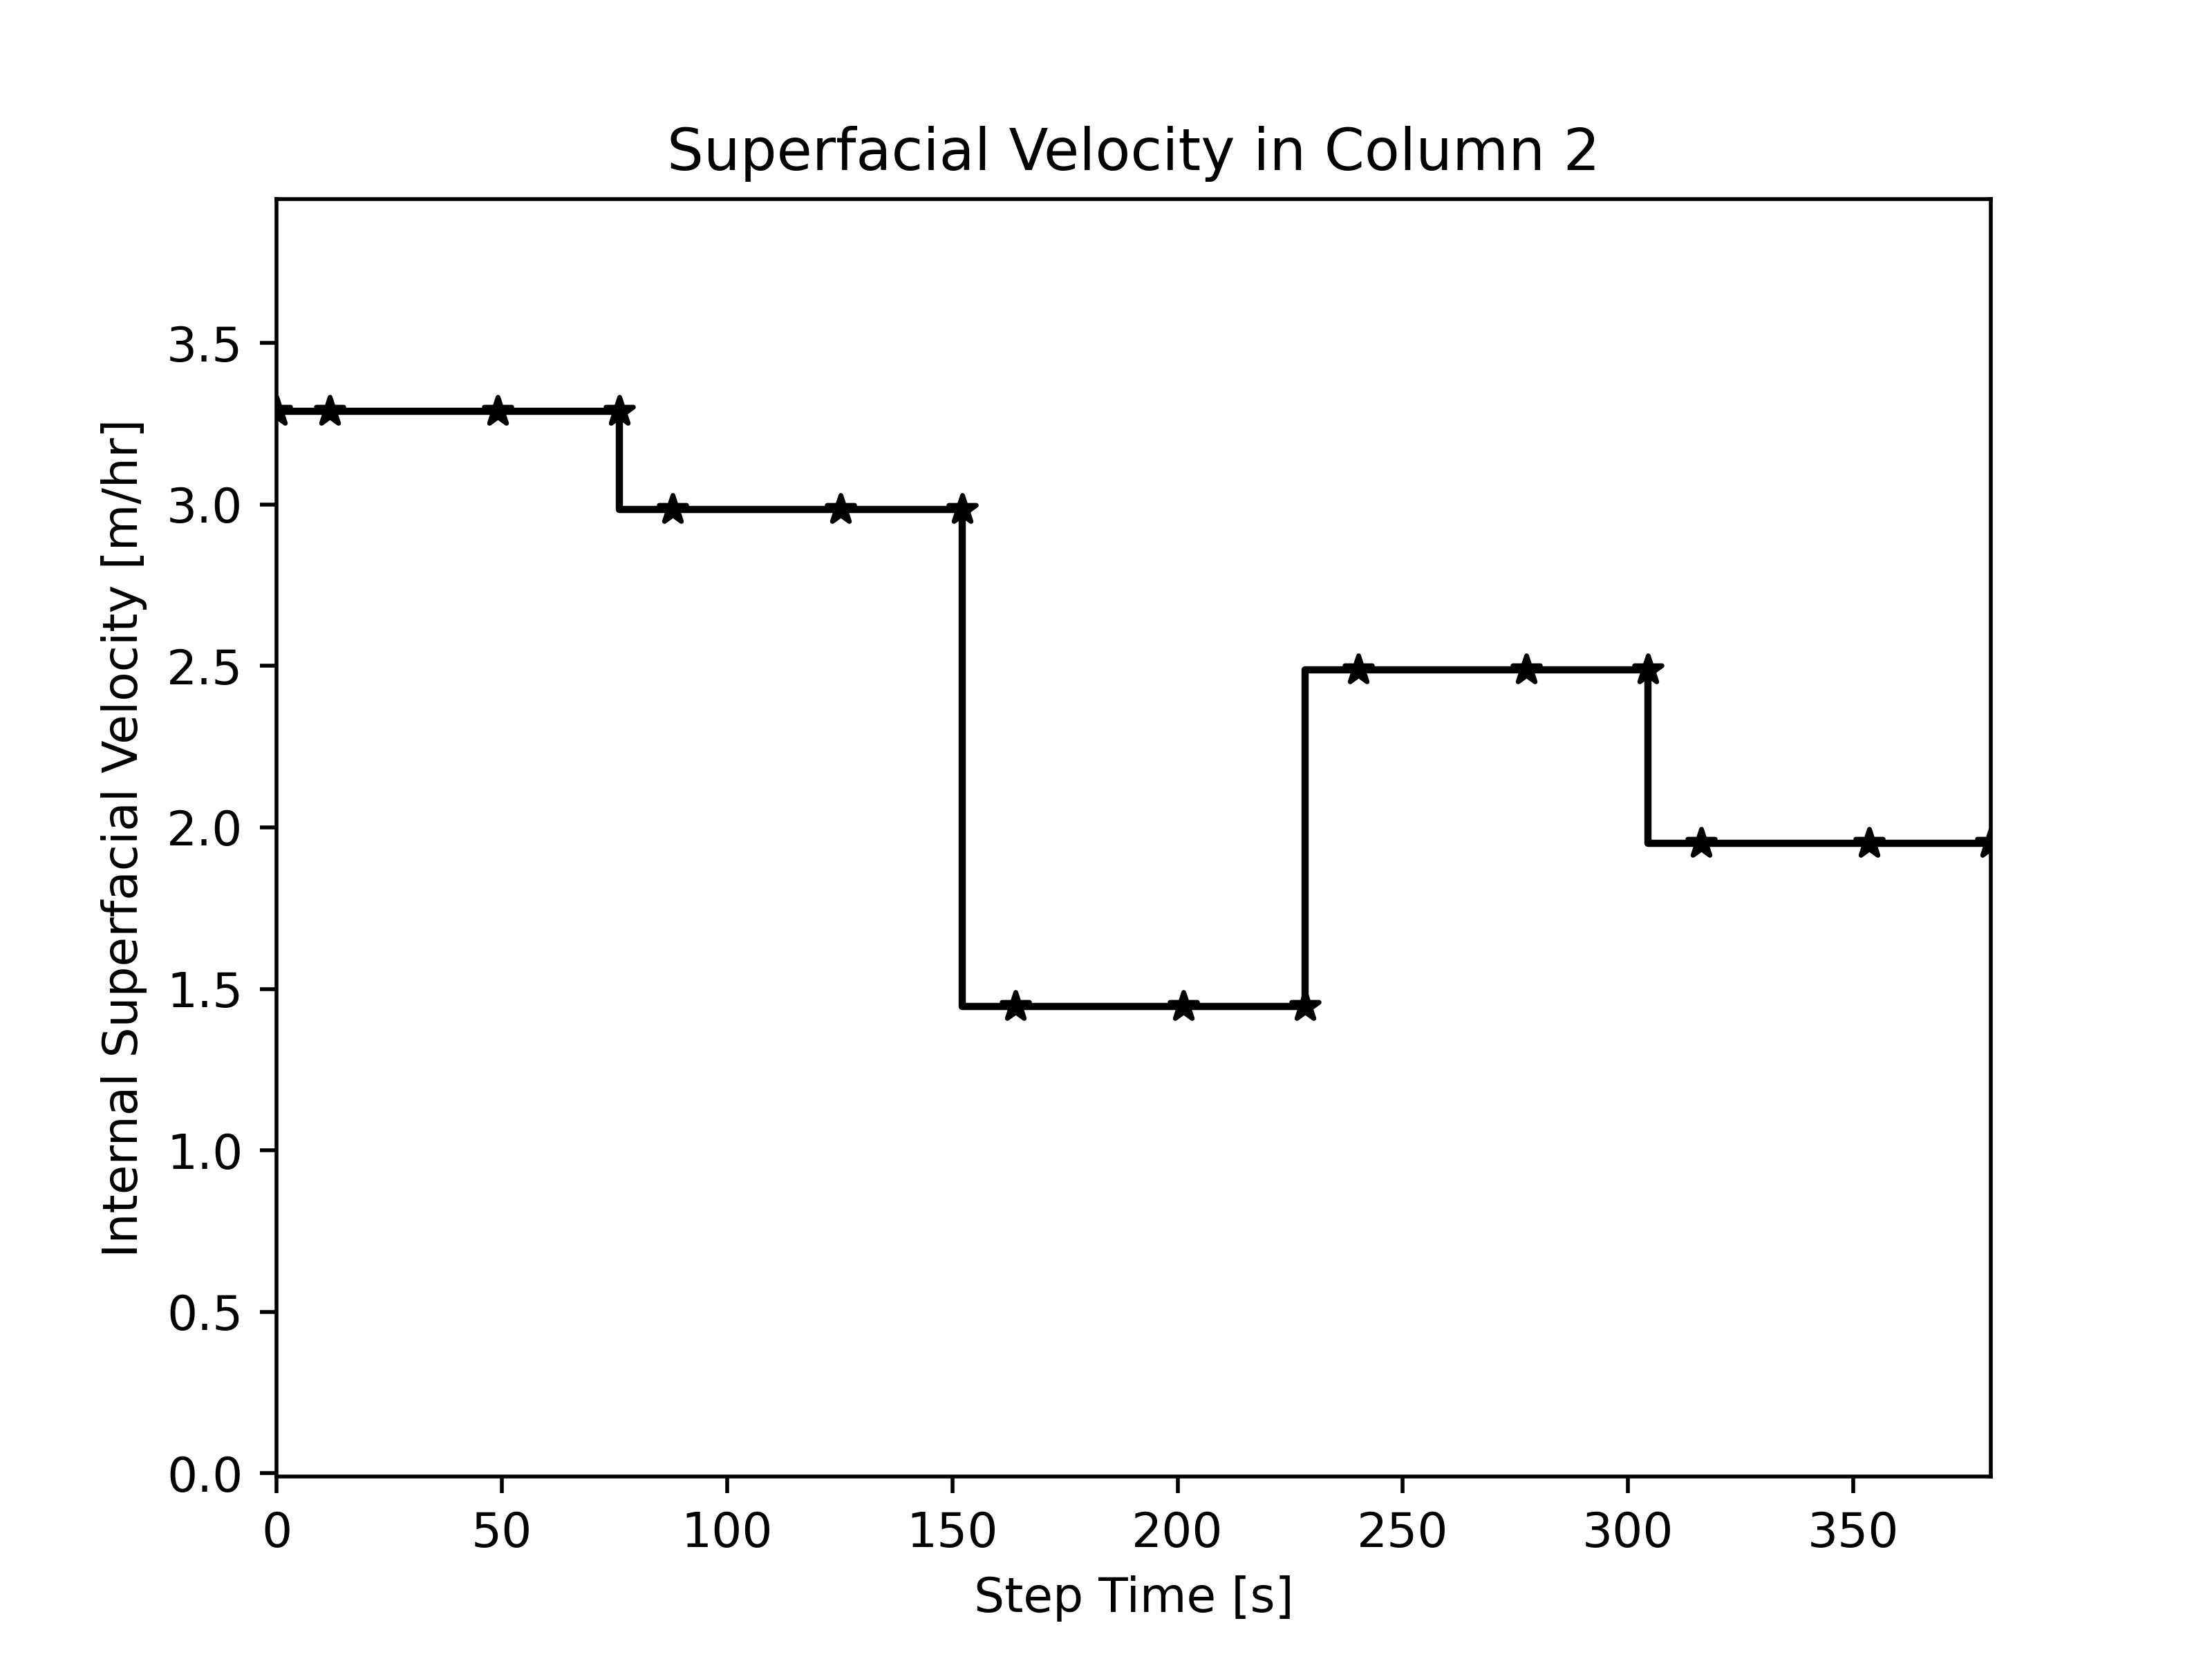 Superfacial Velocity in Column 2
Internal Superfacial Velocity [m/hr]
3.5
3.0
2.5
2.0
1.5
1.0
0.5
0.0
0 50 100 150 200 250 300 350
Step Time [s]